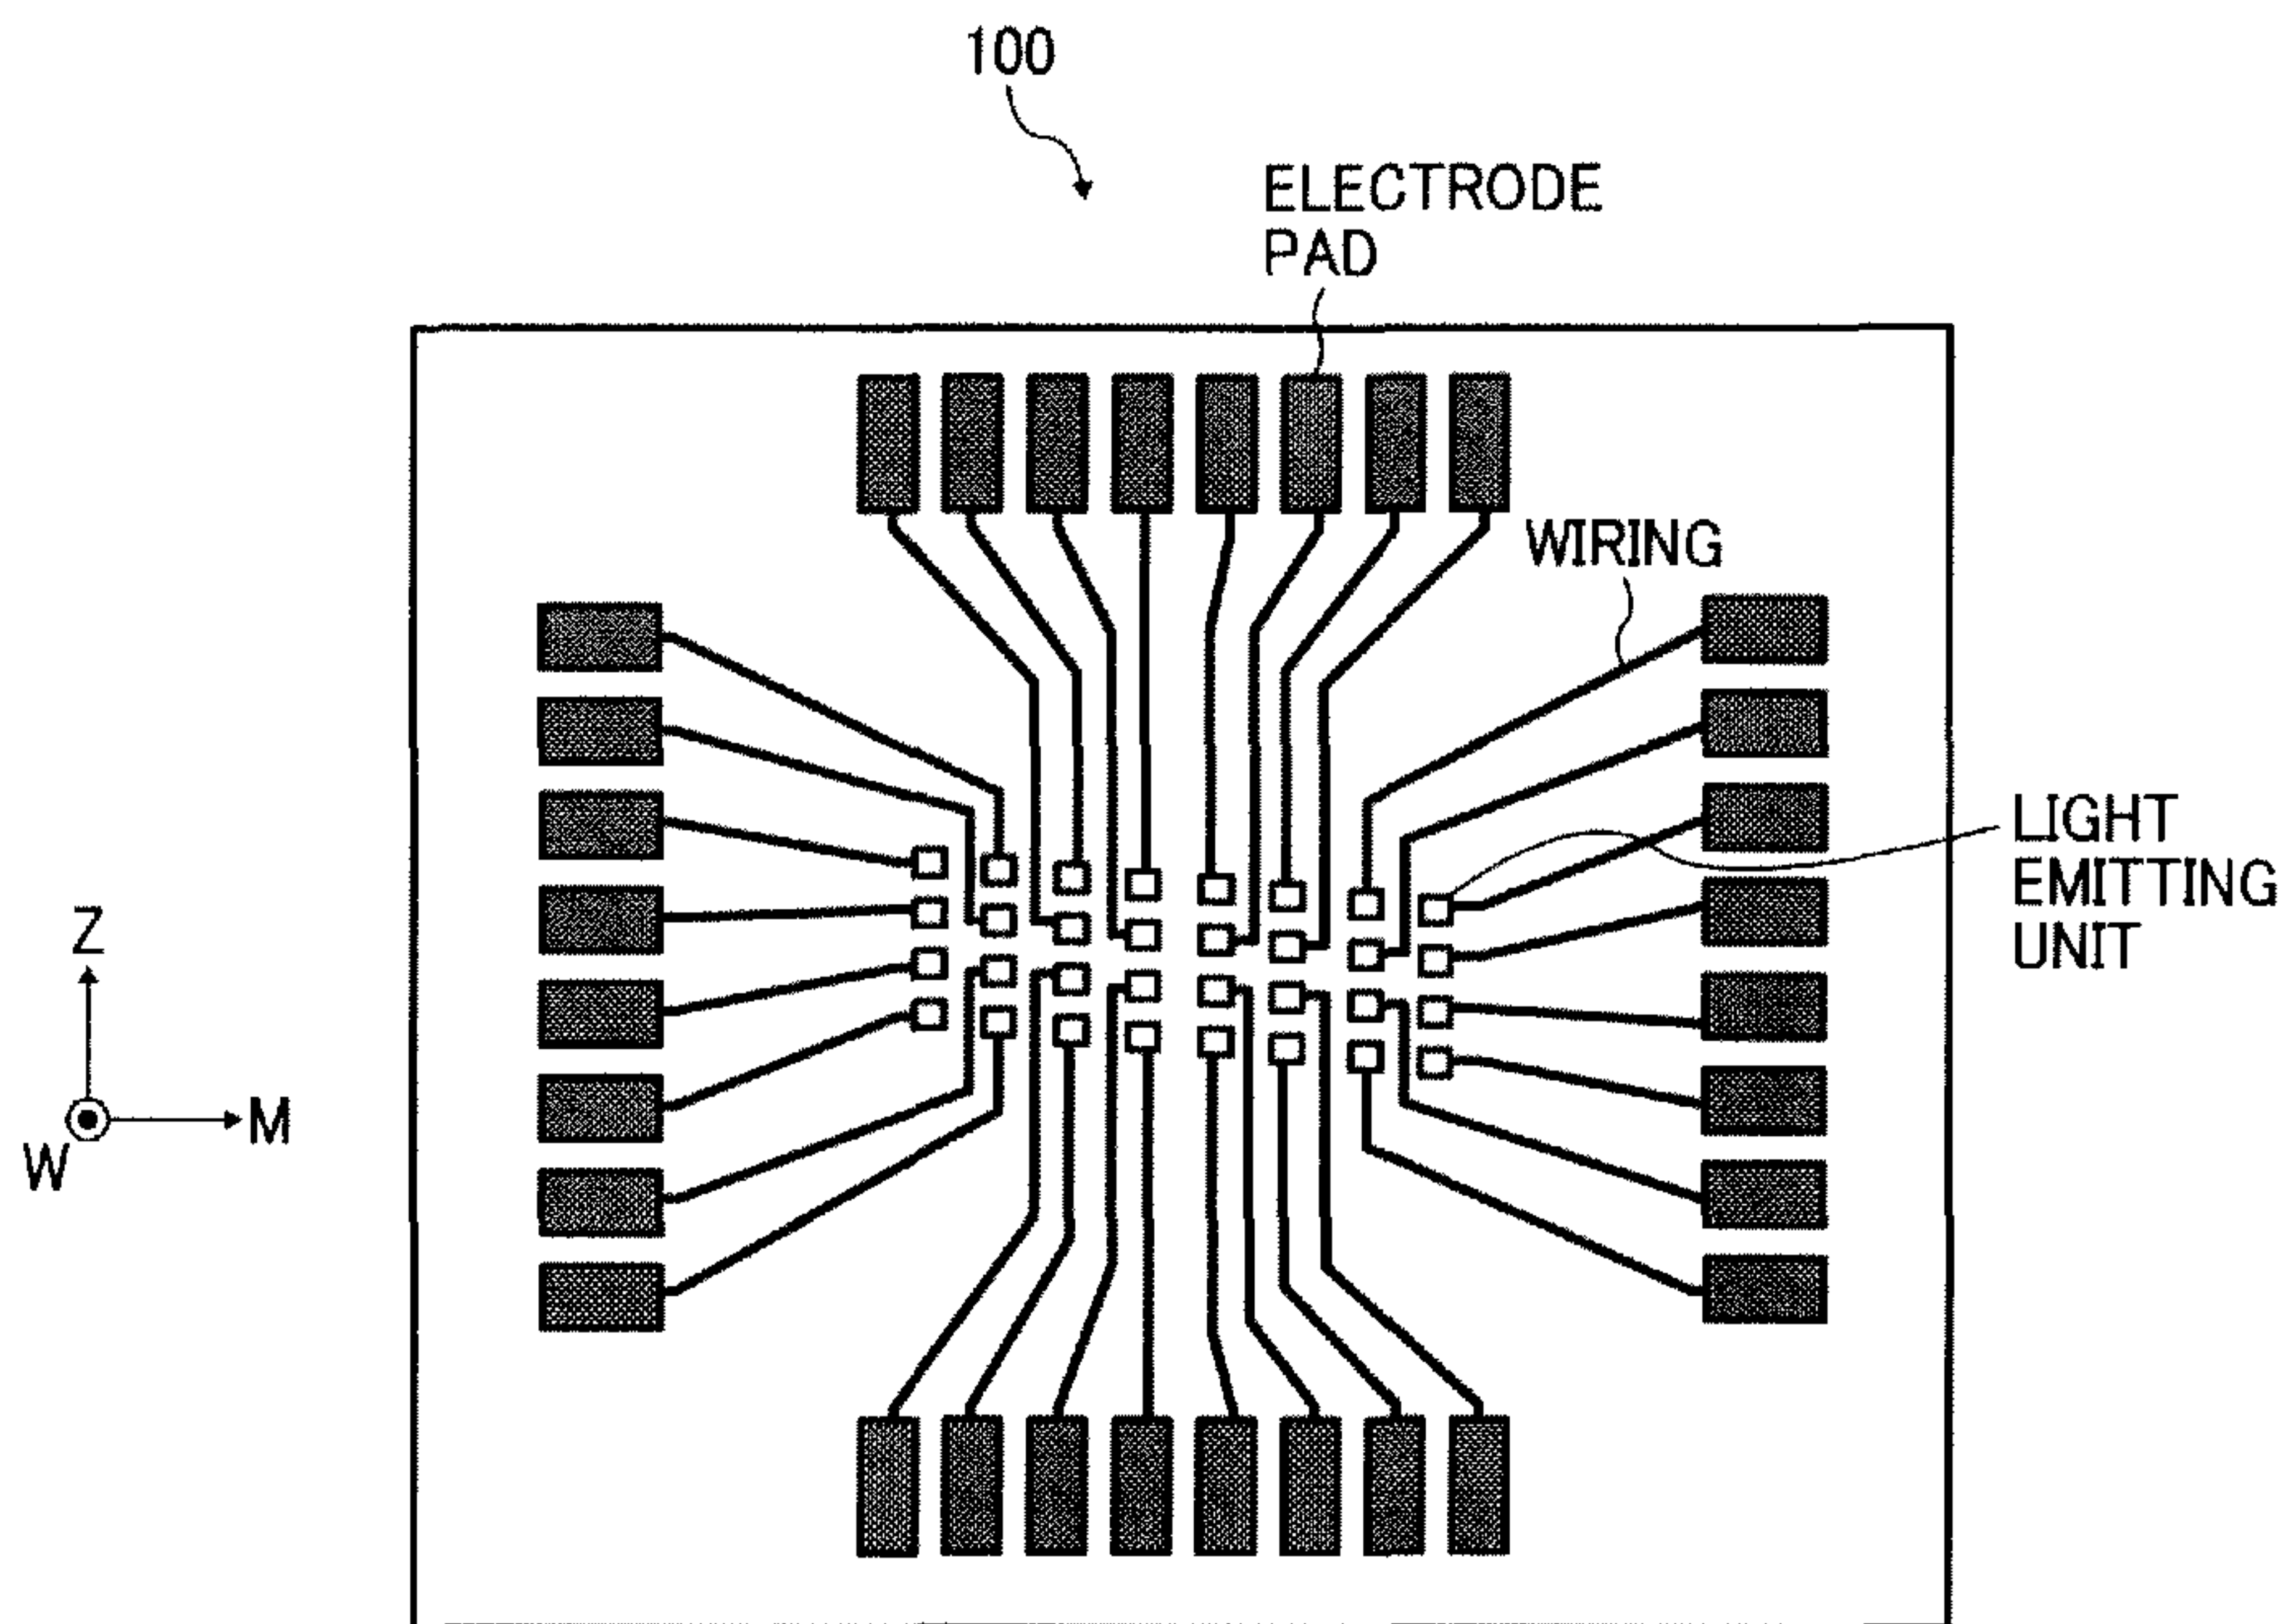 100
ELECTRODE
PAD
WIRING
LIGHT
EMITTING
UNIT
Z
M
W